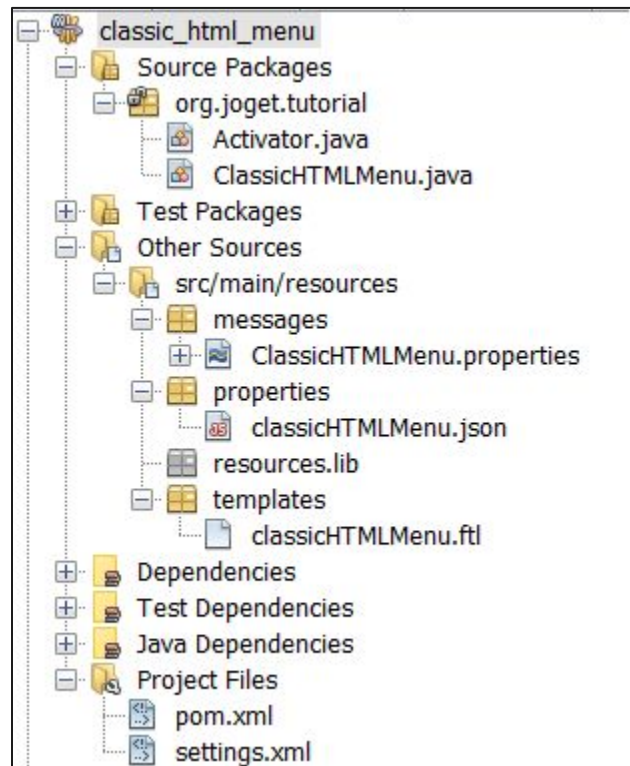 classic_html_menu
Source Packages
org.joget.tutorial
Activator.java
ClassicHTMLMenu.java
Test Packages
Other Sources
src/main/resources
messages
ClassicHTMLMenu.properties
properties
classicHTMLMenu.json
resources.lib
templates
classicHTMLMenu.ftl
Dependencies
Test Dependencies
Java Dependencies
Project Files
pom.xml
settings.xml